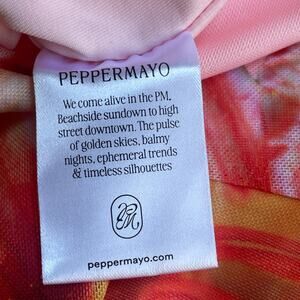 PEPPERMAYO
We come alive in the PM.
Beachside sundown to high
street downtown. The pulse
of golden skies, balmy
nights, ephemeral trends
& timeless silhouettes
PM
peppermayo.com